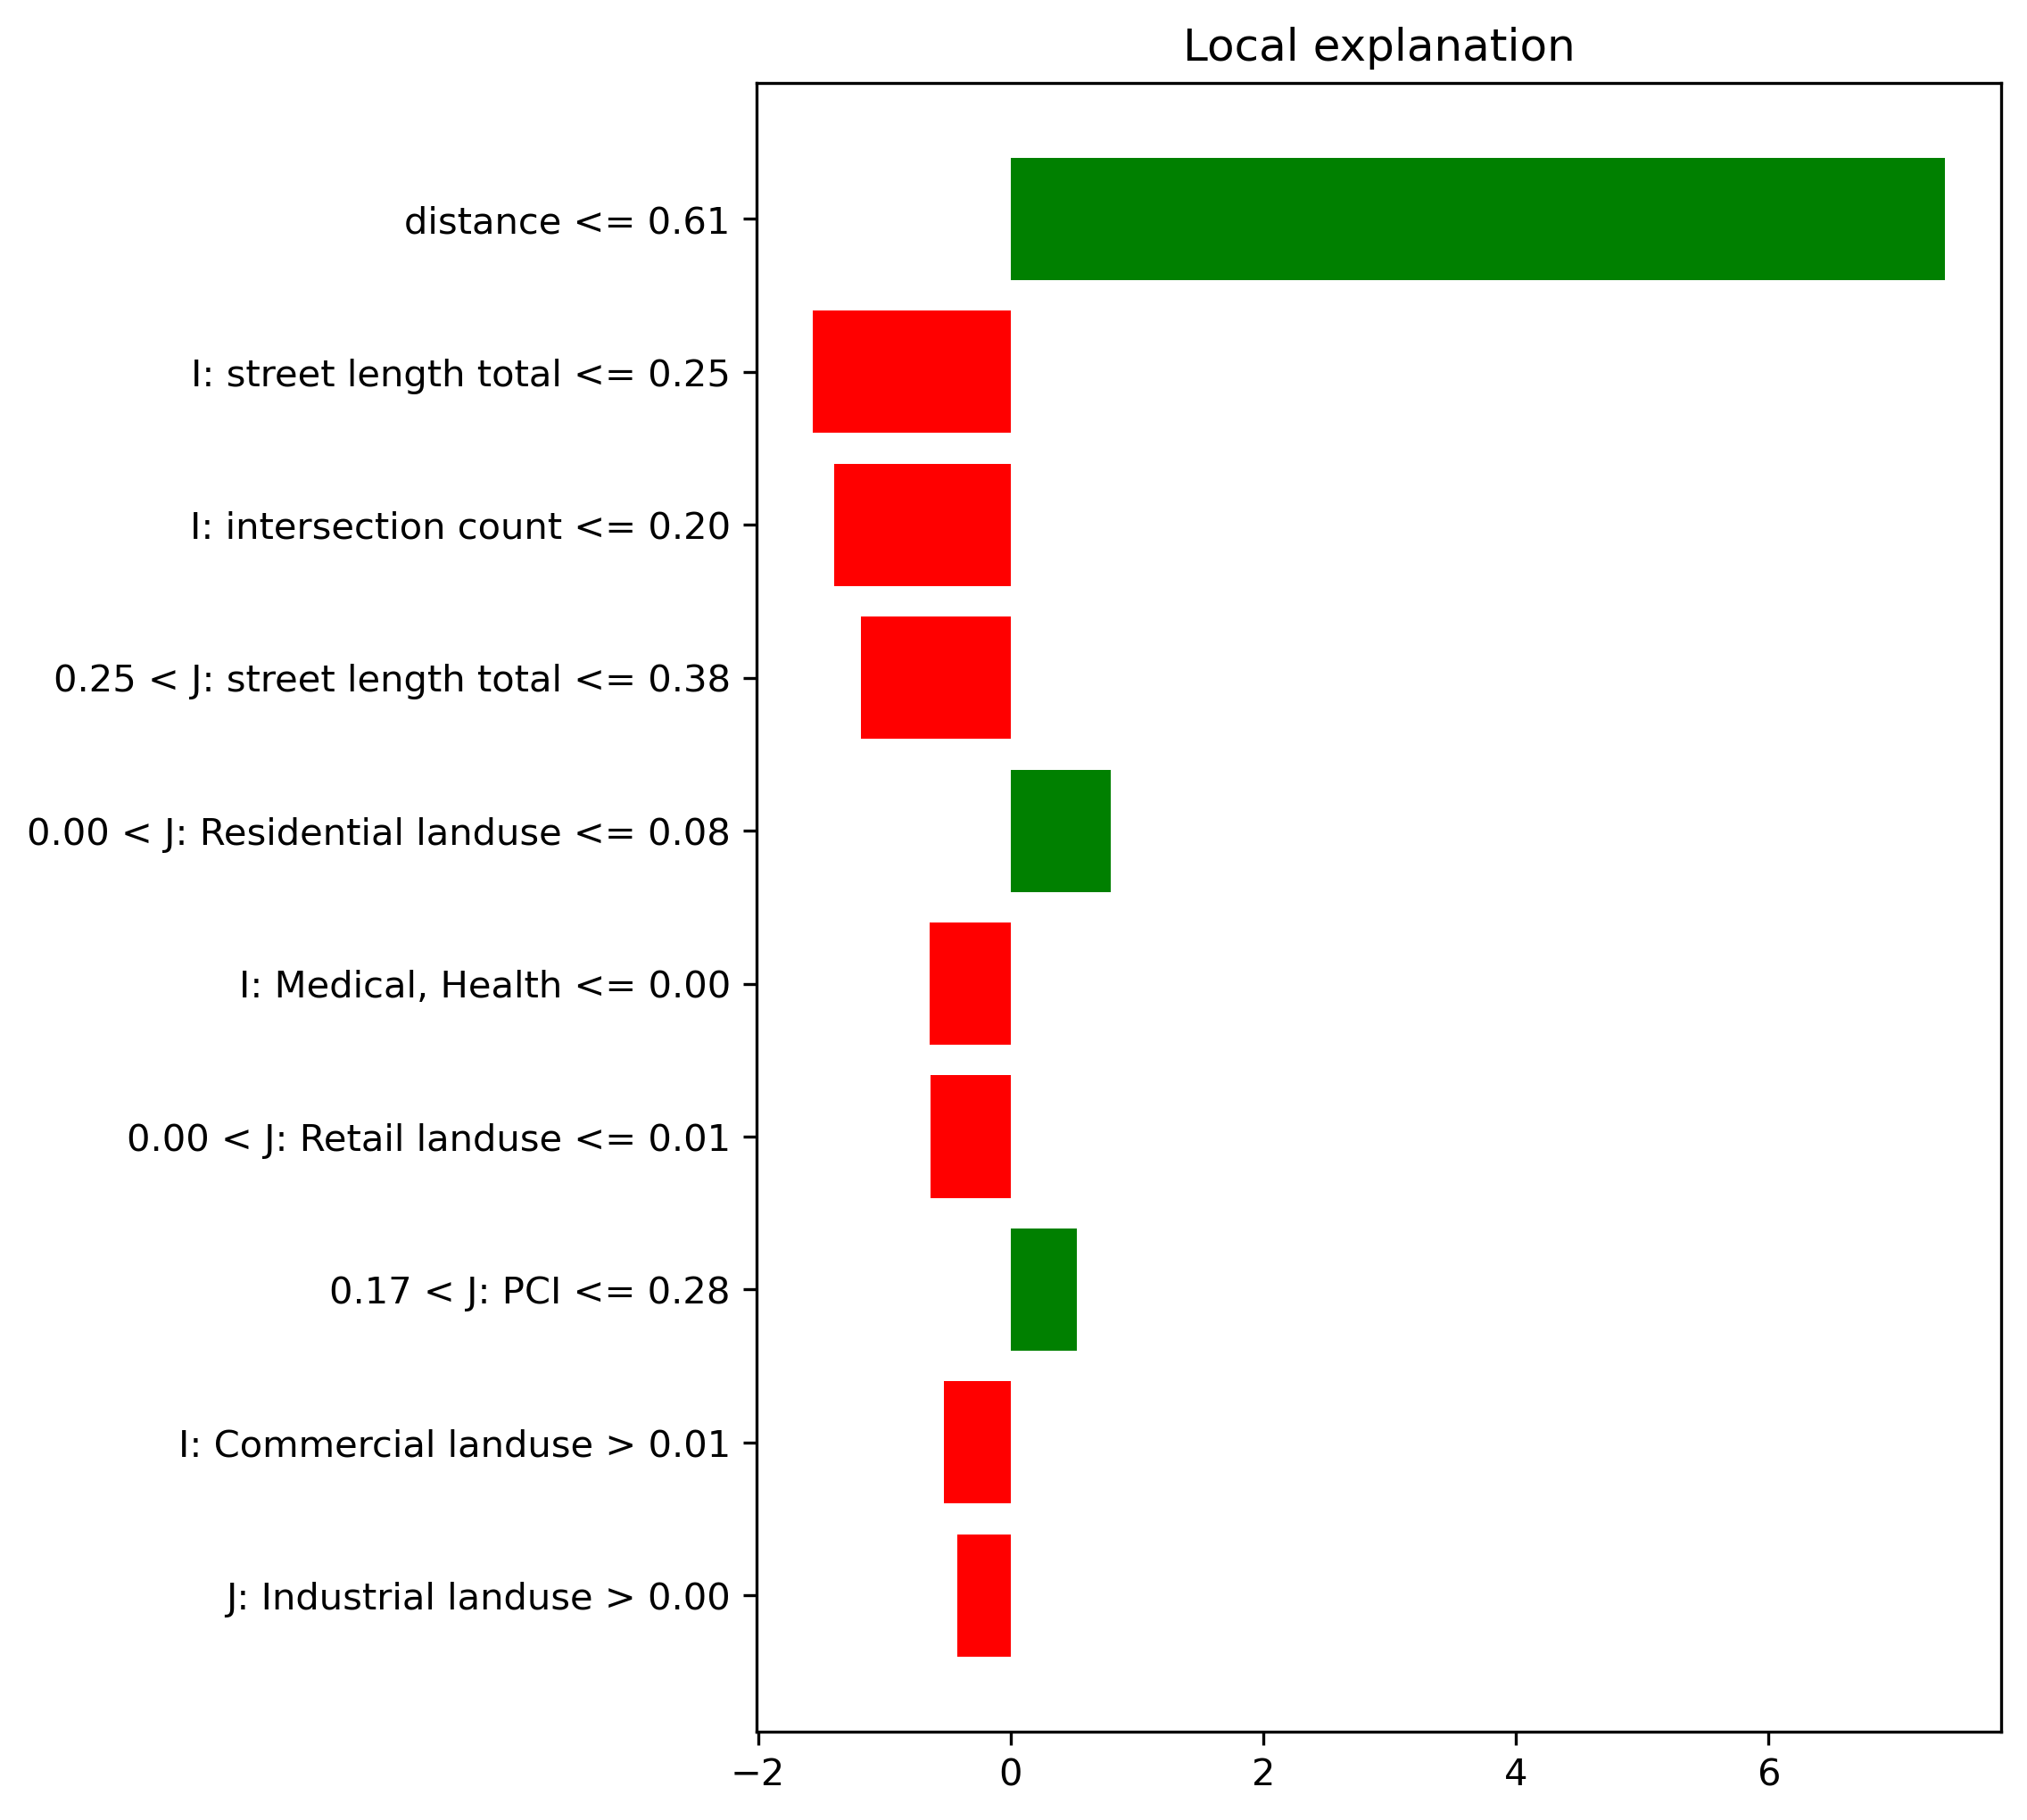 Local explanation
distance <= 0.61
I: street length total <= 0.25
I: intersection count <= 0.20
0.25 < J: street length total <= 0.38
0.00 < J: Residential landuse <= 0.08
I: Medical, Health <= 0.00
0.00 < J: Retail landuse <= 0.01
0.17 < J: PCI <= 0.28
I: Commercial landuse > 0.01
J: Industrial landuse > 0.00
−2 0 2 4 6